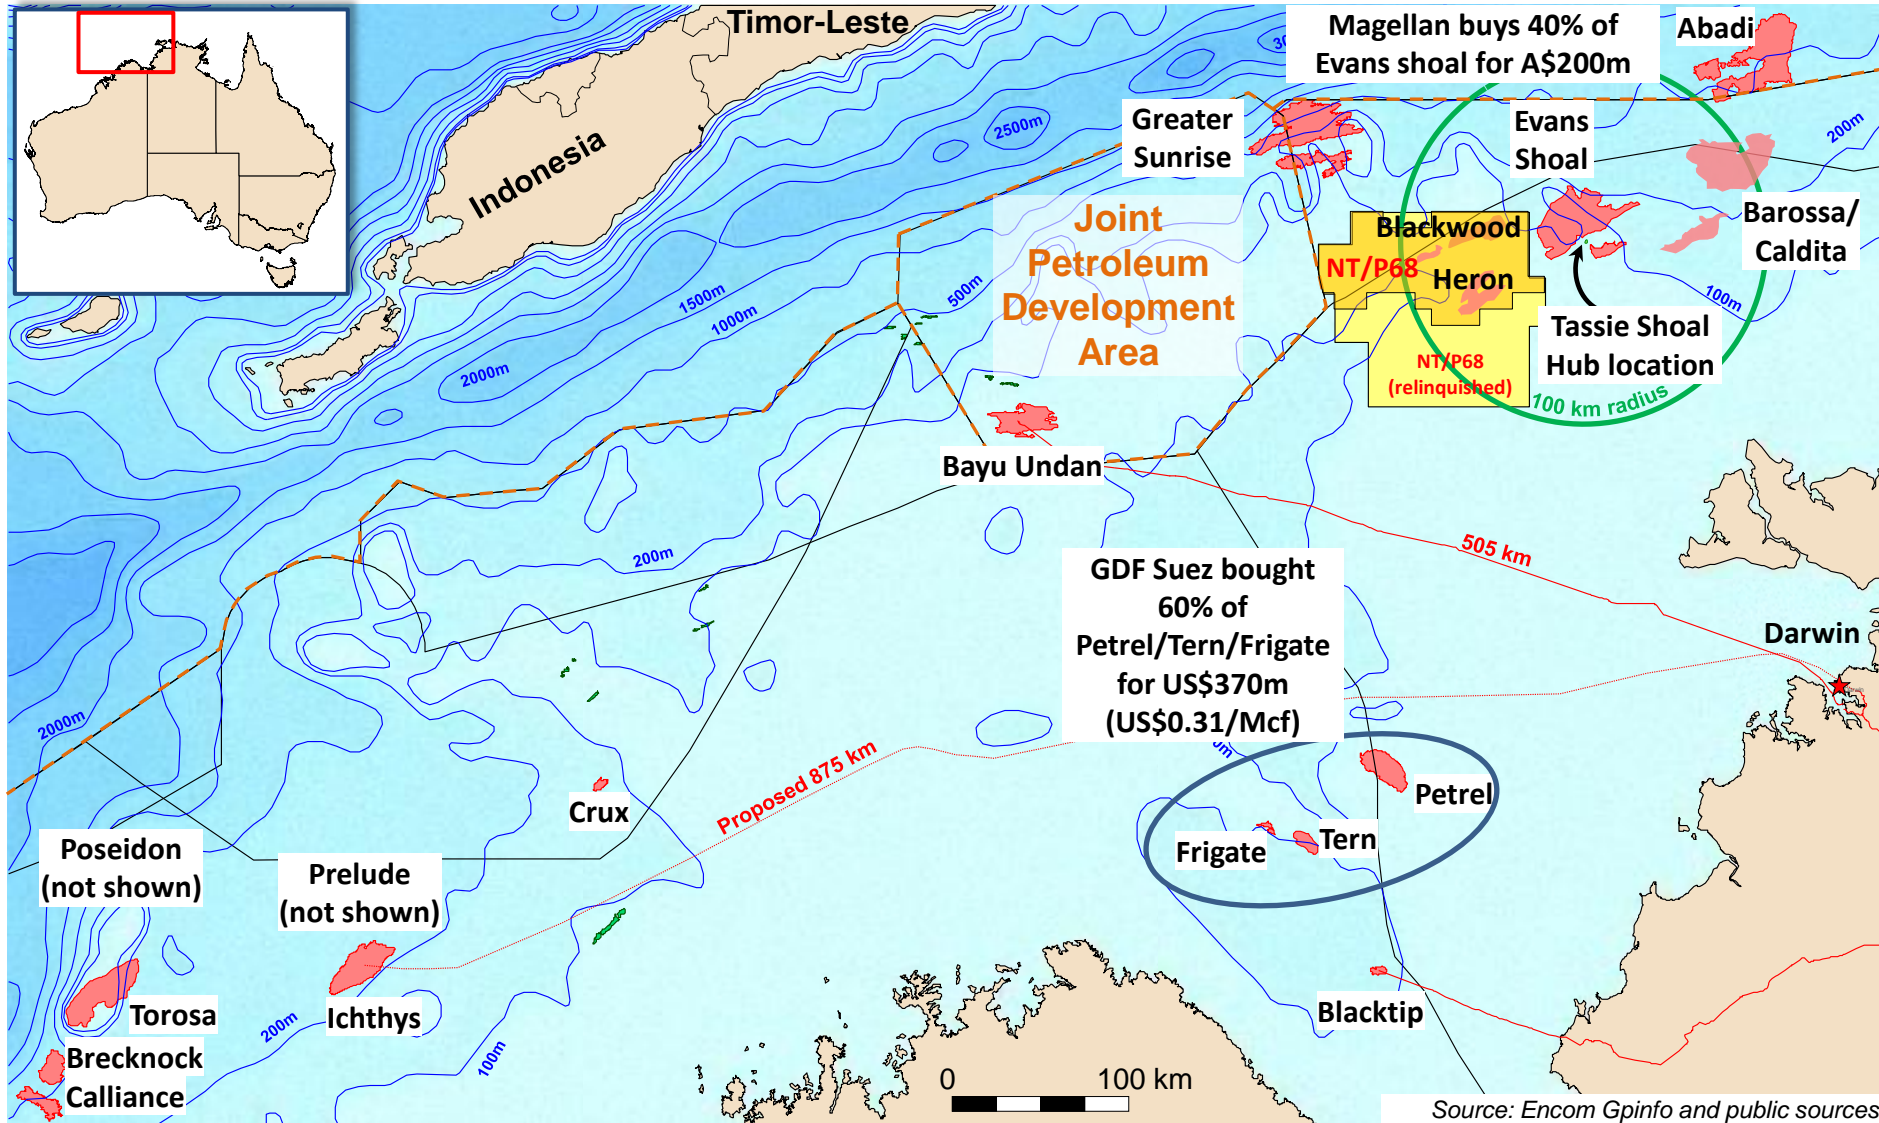 Timor-Leste
Magellan buys 40% of
Evans shoal for A$200m
Abadi
Indonesia
2500m
Greater
Sunrise
Evans
Shoal
200m
Joint
Petroleum
Development
Area
Blackwood
NT/P68
Heron
Barossa/
Caldita
1500m
1000m
500m
100m
2000m
Tassie Shoal
Hub location
NT/P68
(relinquished)
100 km radius
Bayu Undan
200m
505 km
GDF Suez bought
60% of
Petrel/Tern/Frigate
for US$370m
(US$0.31/Mcf)
Darwin
2000m
Proposed 875 km
Crux
Petrel
Frigate
Tern
Poseidon
(not shown)
Prelude
(not shown)
Torosa
Ichthys
200m
Blacktip
Brecknock
Calliance
100m
0 100 km
Source: Encom Gpinfo and public sources